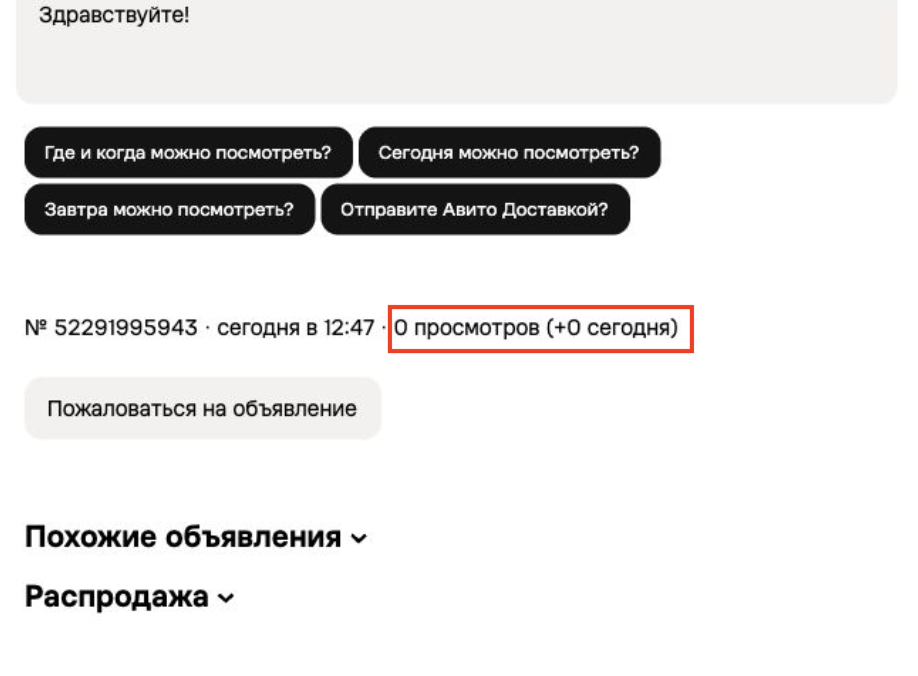 Здравствуйте!
Где и когда можно посмотреть? Сегодня можно посмотреть?
Завтра можно посмотреть? Отправите Авито Доставкой?
№ 52291995943 · сегодня в 12:47 · 0 просмотров (+0 сегодня)
Пожаловаться на объявление
Похожие объявления
Распродажа